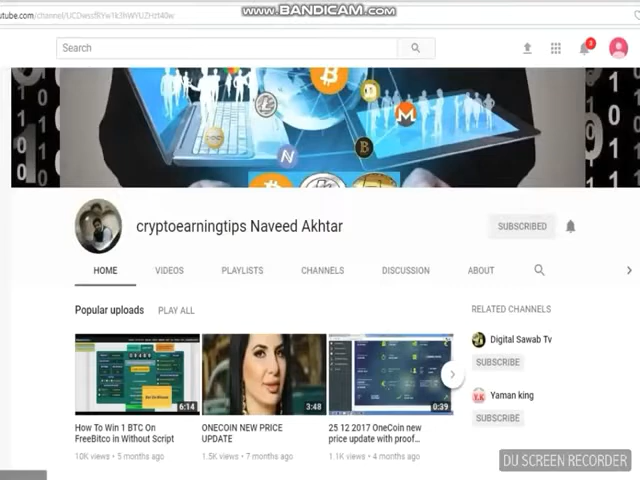 www.BANDICAM.com
utube.com/channel/
Search
3
cryptoearningtips Naveed Akhtar
SUBSCRIBED
HOME VIDEOS PLAYLISTS CHANNELS DISCUSSION ABOUT
Popular uploads PLAY ALL
RELATED CHANNELS
Digital Sawab Tv
SUBSCRIBE
Y.K
Yaman king
SUBSCRIBE
6:14
3:48
0:39
How To Win 1 BTC On
FreeBitco in Without Script
10K views • 5 months ago
ONECOIN NEW PRICE
UPDATE
1.5K views • 7 months ago
25 12 2017 OneCoin new
price update with proof...
1.1K views • 4 months ago
DU SCREEN RECORDER